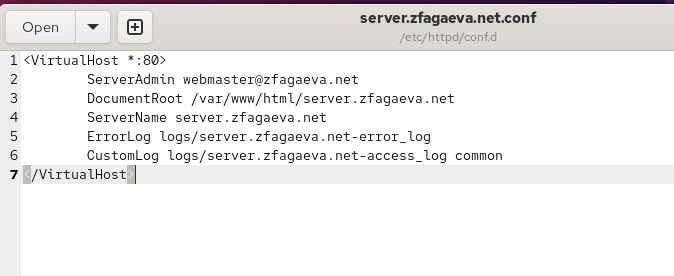 Open
server.zfagaeva.net.conf
/etc/httpd/conf.d
1 <VirtualHost *:80>
2 ServerAdmin webmaster@zfagaeva.net
3 DocumentRoot /var/www/html/server.zfagaeva.net
4 ServerName server.zfagaeva.net
5 ErrorLog logs/server.zfagaeva.net-error_log
6 CustomLog logs/server.zfagaeva.net-access_log common
7 </VirtualHost>